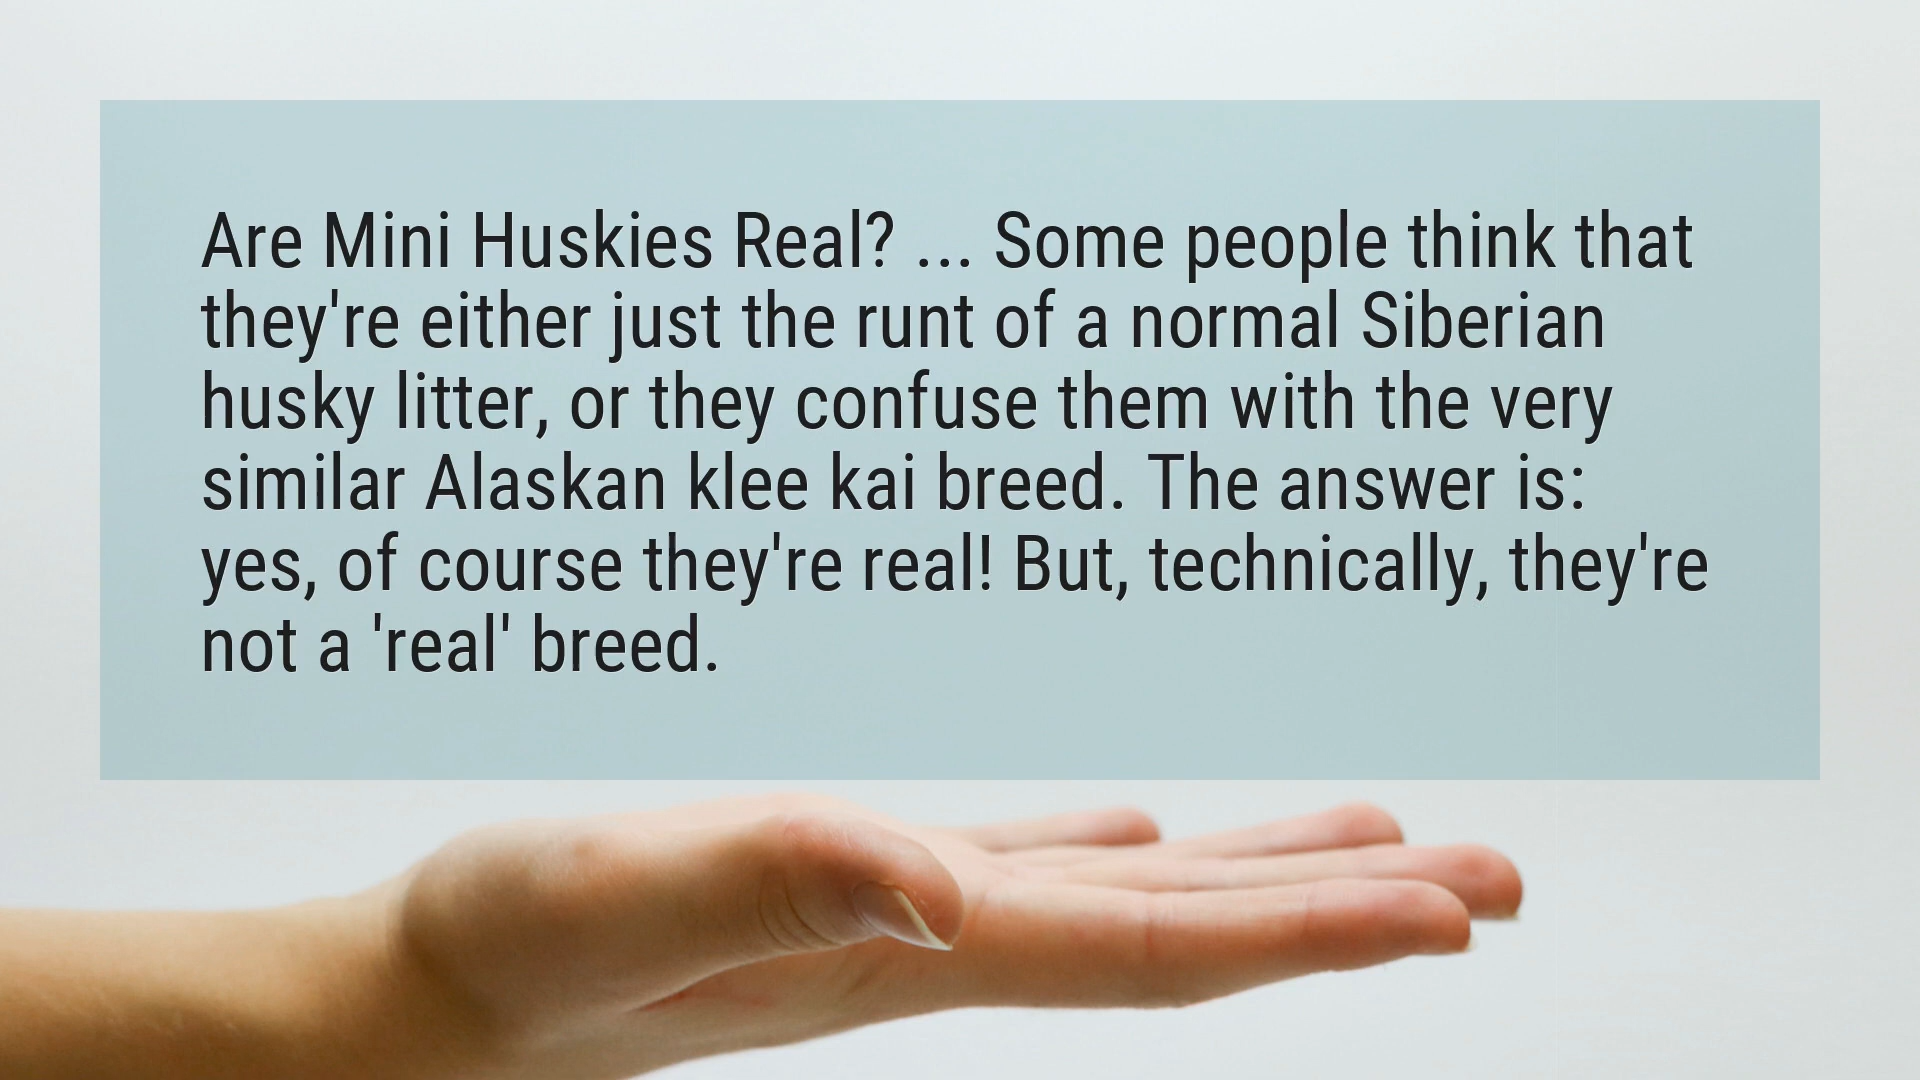 Are Mini Huskies Real? ... Some people think that
they're either just the runt of a normal Siberian
husky litter, or they confuse them with the very
similar Alaskan klee kai breed. The answer is:
yes, of course they're real! But, technically, they're
not a 'real' breed.